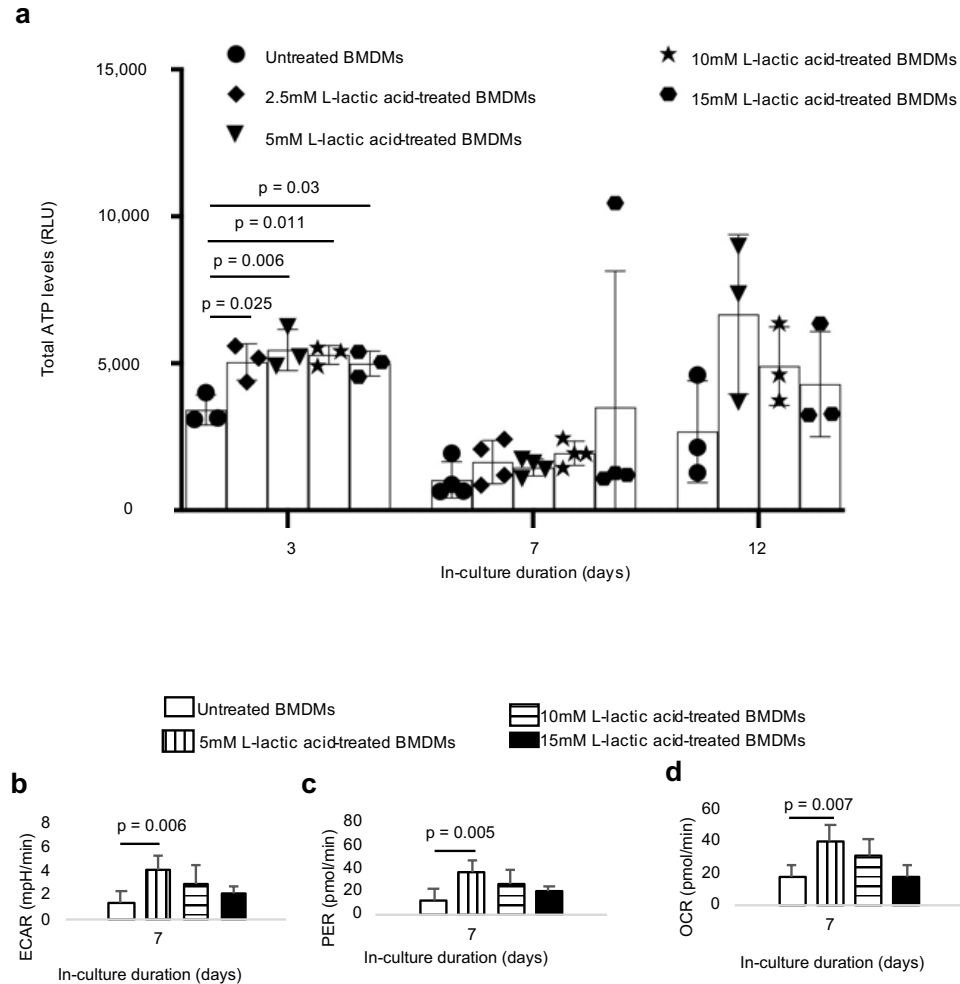 a
Untreated BMDMs
2.5mM L-lactic acid-treated BMDMs
5mM L-lactic acid-treated BMDMs
10mM L-lactic acid-treated BMDMs
15mM L-lactic acid-treated BMDMs
15,000
10,000
5,000
0
Total ATP levels (RLU)
p = 0.03
p = 0.011
p = 0.006
p = 0.025
3
7
12
In-culture duration (days)
Untreated BMDMs
5mM L-lactic acid-treated BMDMs
10mM L-lactic acid-treated BMDMs
15mM L-lactic acid-treated BMDMs
b
8
6
4
2
0
ECAR (mpH/min)
p = 0.006
7
In-culture duration (days)
c
80
60
40
20
0
PER (pmol/min)
p = 0.005
7
In-culture duration (days)
d
60
40
20
0
OCR (pmol/min)
p = 0.007
7
In-culture duration (days)